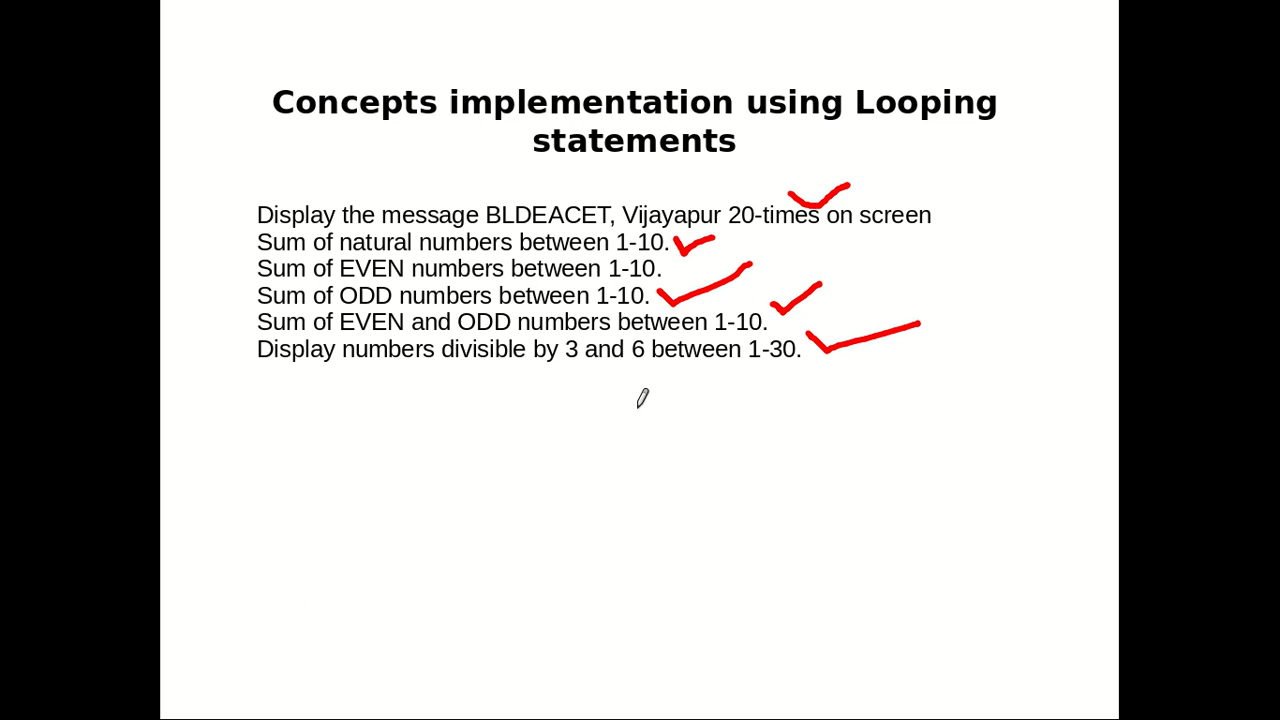 Concepts implementation using Looping
statements
Display the message BLDEACET, Vijayapur 20-times on screen
Sum of natural numbers between 1-10.
Sum of EVEN numbers between 1-10.
Sum of ODD numbers between 1-10.
Sum of EVEN and ODD numbers between 1-10.
Display numbers divisible by 3 and 6 between 1-30.